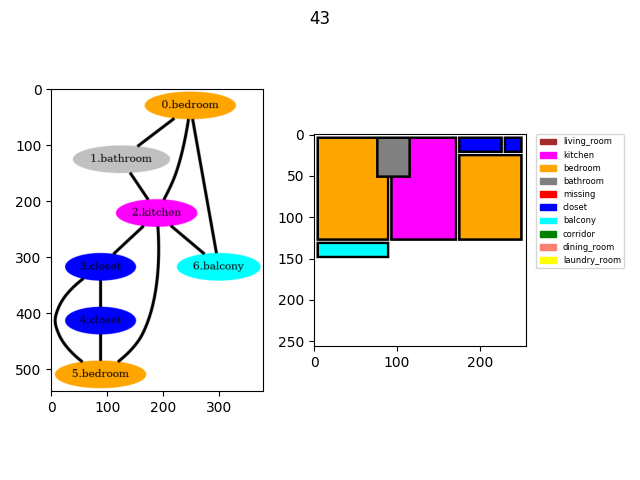 43
0
100
200
300
400
500
0
100
200
300
0.bedroom
1.bathroom
2.kitchen
3.closet
6.balcony
4.closet
5.bedroom
0
50
100
150
200
250
0
100
200
living_room
kitchen
bedroom
bathroom
missing
closet
balcony
corridor
dining_room
laundry_room